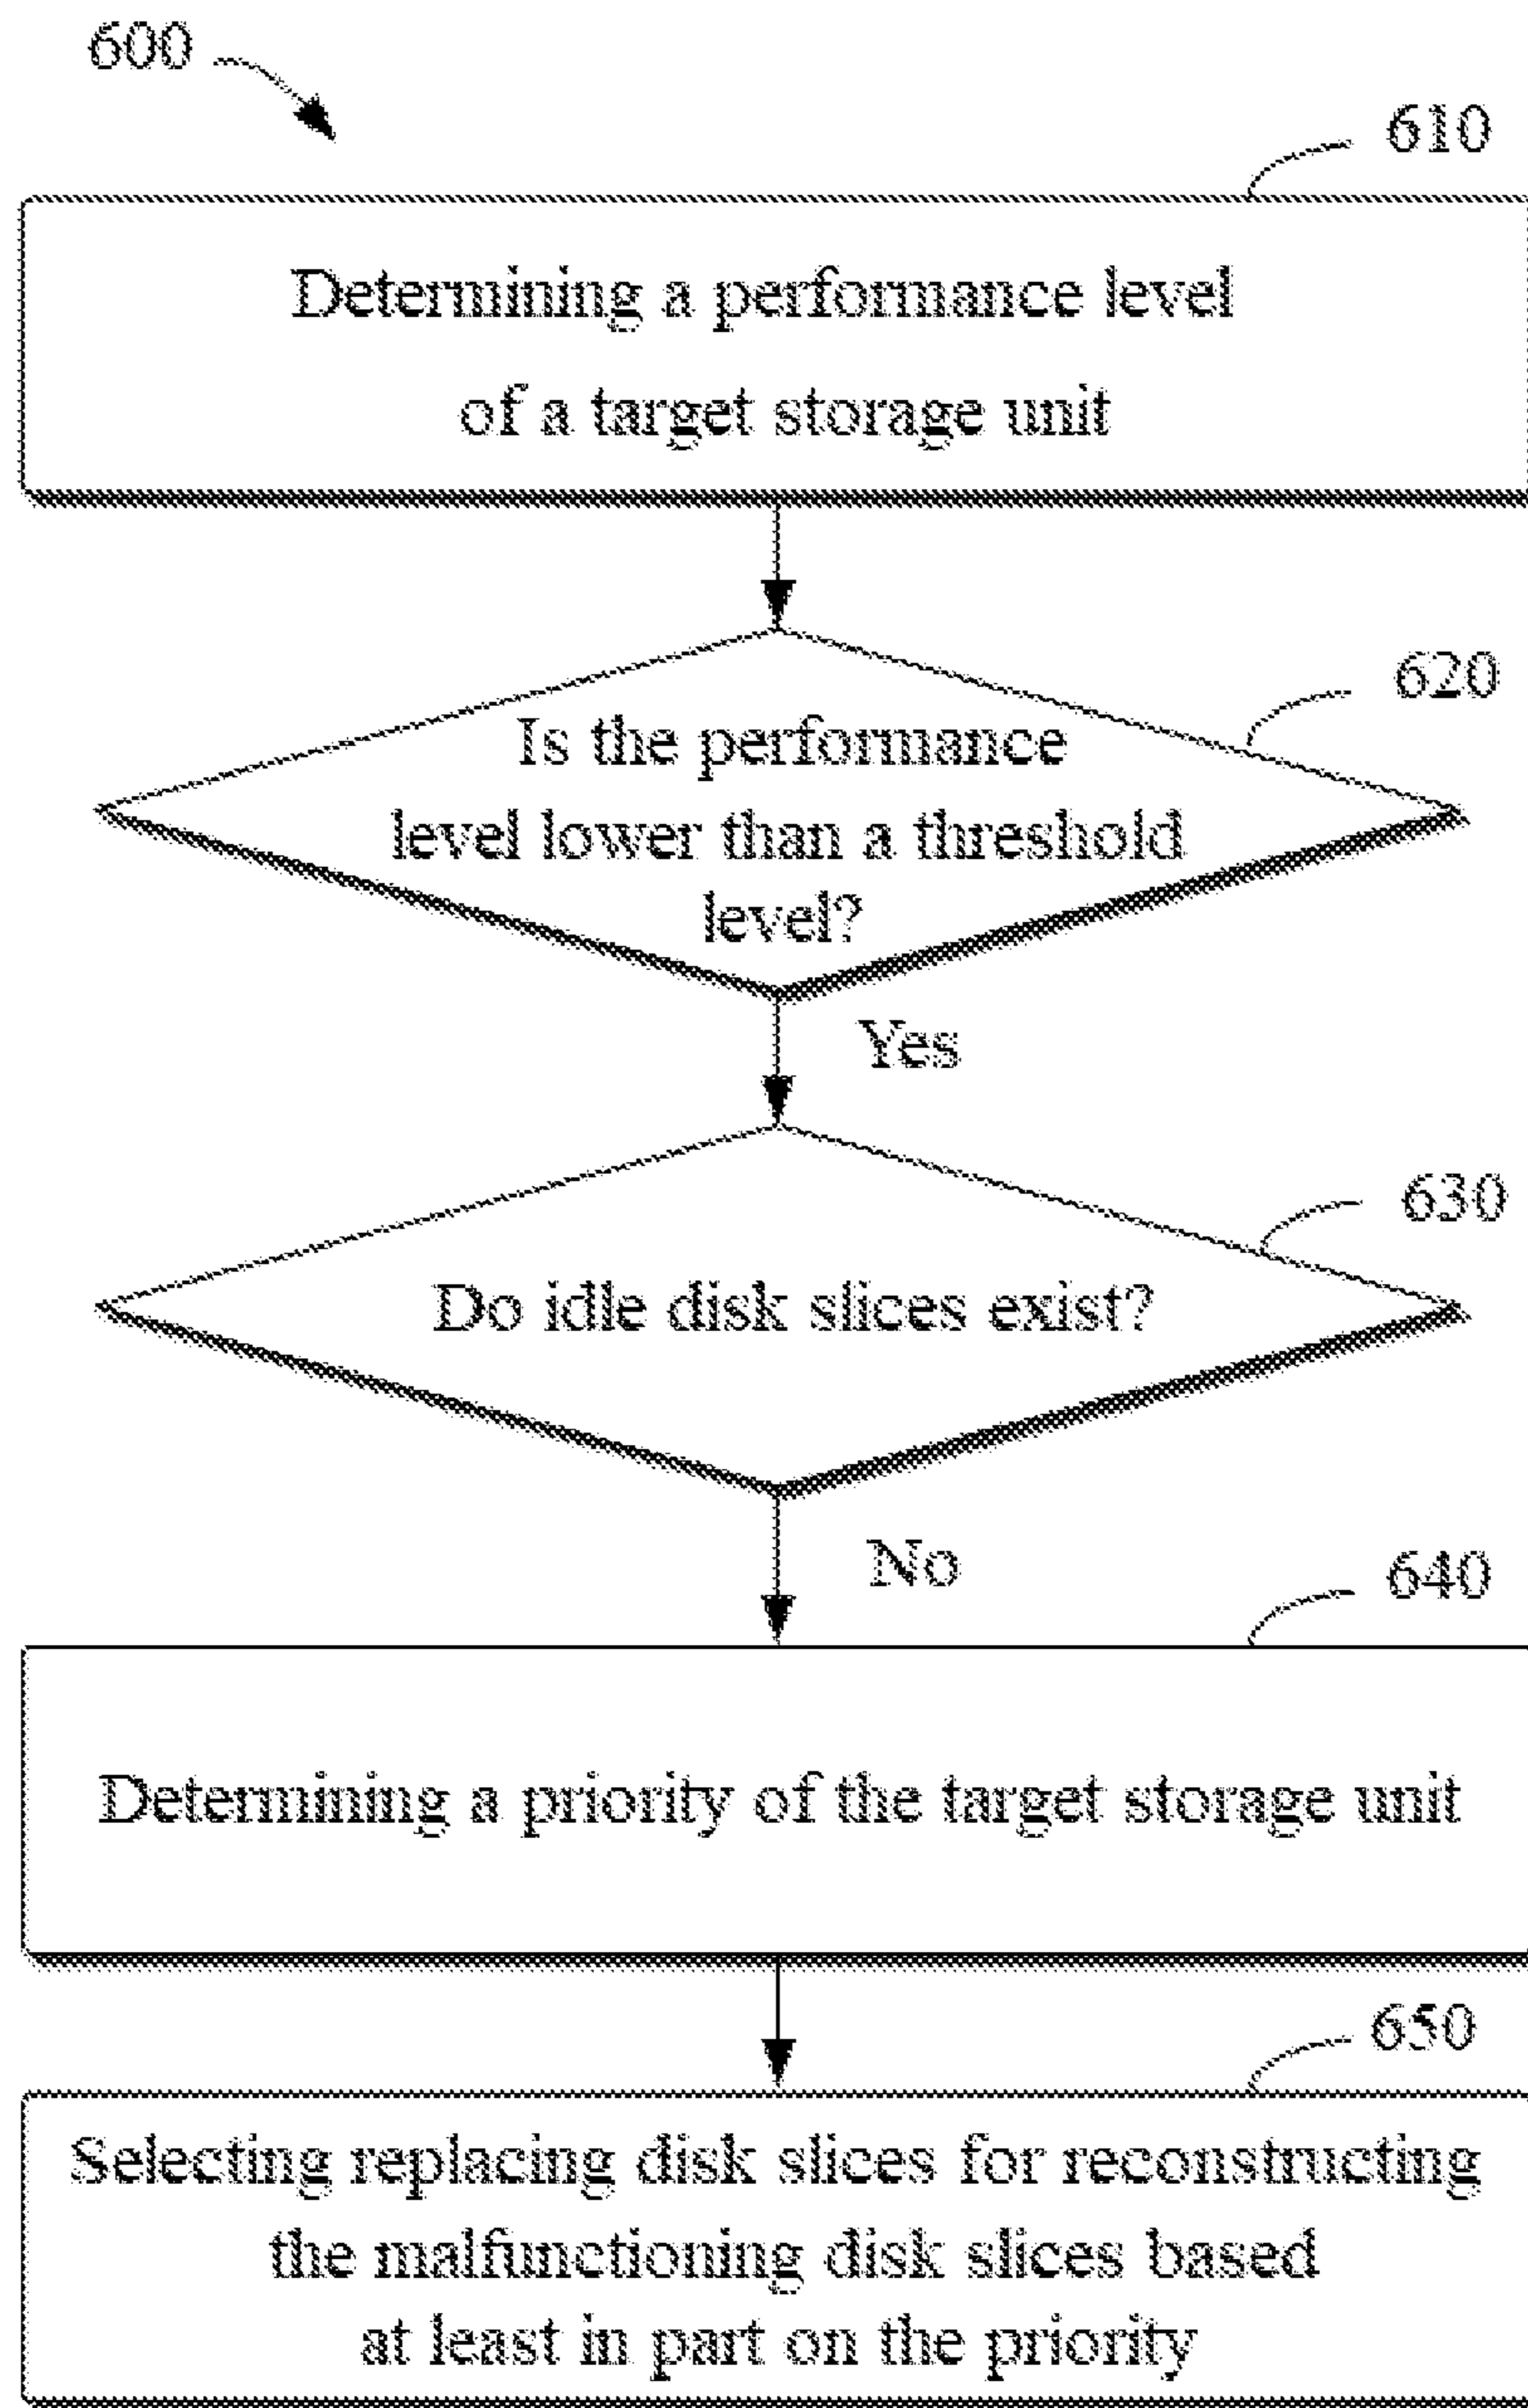 600
610
Determining a performance level
of a target storage unit
620
Is the performance
level lower than a threshold
level?
Yes
630
Do idle disk slices exist?
No
640
Determining a priority of the target storage unit
650
Selecting replacing disk slices for reconstructing
the malfunctioning disk slices based
at least in part on the priority